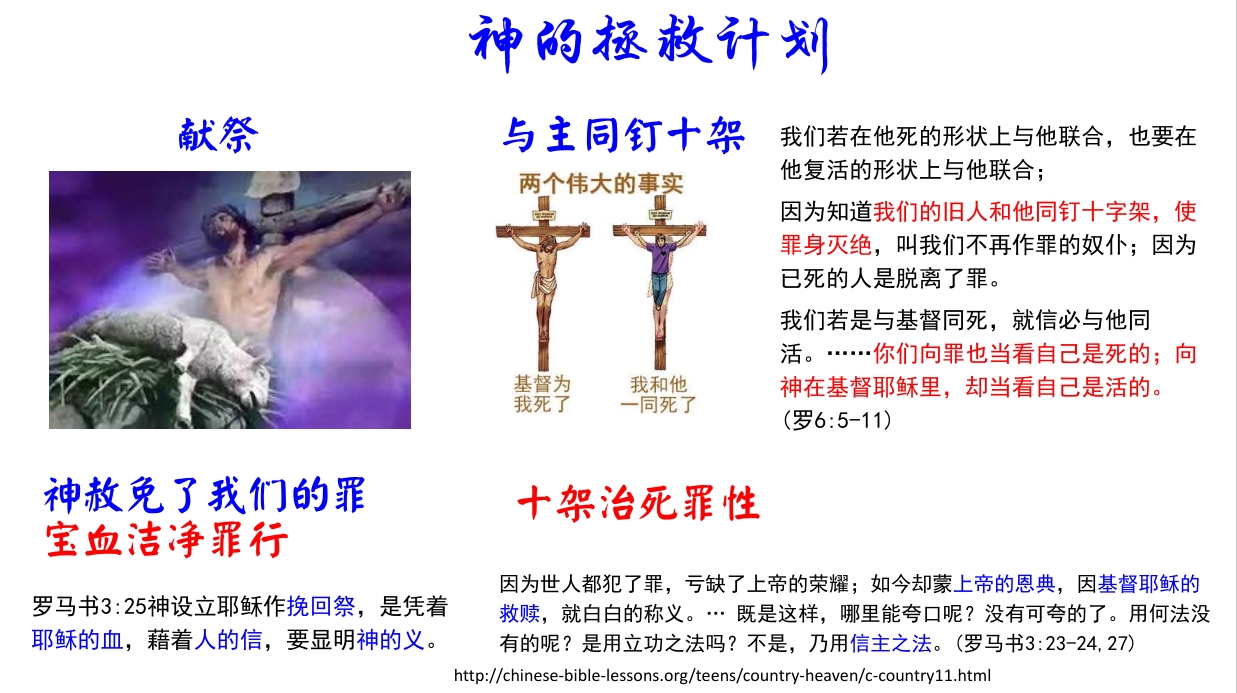 神的拯救计划
献祭
与主同钉十架
两个伟大的事实
基督为
我死了
我和他
一同死了
我们若在他死的形状上与他联合，也要在
他复活的形状上与他联合；
因为知道我们的旧人和他同钉十字架，使
罪身灭绝，叫我们不再作罪的奴仆；因为
已死的人是脱离了罪。
我们若是与基督同死，就信必与他同
活。……你们向罪也当看自己是死的；向
神在基督耶稣里，却当看自己是活的。
(罗6:5-11)
神赦免了我们的罪
宝血洁净罪行
罗马书3:25神设立耶稣作挽回祭，是凭着
耶稣的血，藉着人的信，要显明神的义。
十架治死罪性
因为世人都犯了罪，亏缺了上帝的荣耀；如今却蒙上帝的恩典，因基督耶稣的
救赎，就白白的称义。… 既是这样，哪里能夸口呢？没有可夸的了。用何法没
有的呢？是用立功之法吗？不是，乃用信主之法。(罗马书3:23-24,27)
http://chinese-bible-lessons.org/teens/country-heaven/c-country11.html